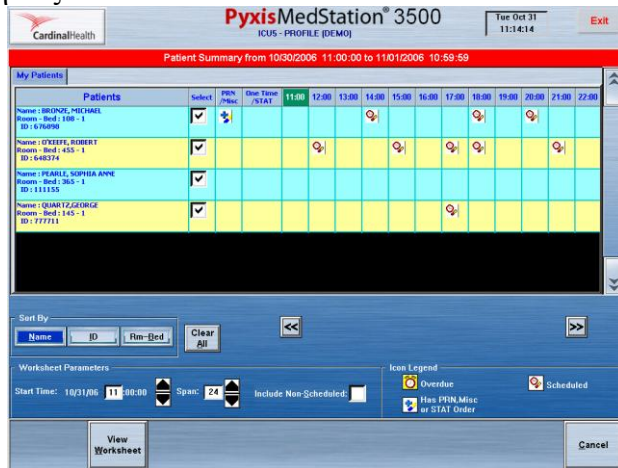 CardinalHealth
PyxisMedStation® 3500
ICU5 - PROFILE (DEMO)
Tue Oct 31
11:14:14
Exit
Patient Summary from 10/30/2006 11:00:00 to 11/01/2006 10:59:59
My Patients
Patients Select PRN /Misc One Time /STAT 11:00 12:00 13:00 14:00 15:00 16:00 17:00 18:00 19:00 20:00 21:00 22:00
Name : BRONZE, MICHAEL
Room - Bed : 108 - 1
ID : 676898
Name : O'KEEFE, ROBERT
Room - Bed : 455 - 1
ID : 648374
Name : PEARLE, SOPHIA ANNE
Room - Bed : 365 - 1
ID : 111155
Name : QUARTZ,GEORGE
Room - Bed : 145 - 1
ID : 777711
Sort By
Name ID Rm-Bed
Clear All
<< >>
Worksheet Parameters
Start Time: 10/31/06 11 :00:00 Span: 24 Include Non-Scheduled:
Icon Legend
Overdue Scheduled
Has PRN,Misc
or STAT Order
View
Worksheet
Cancel